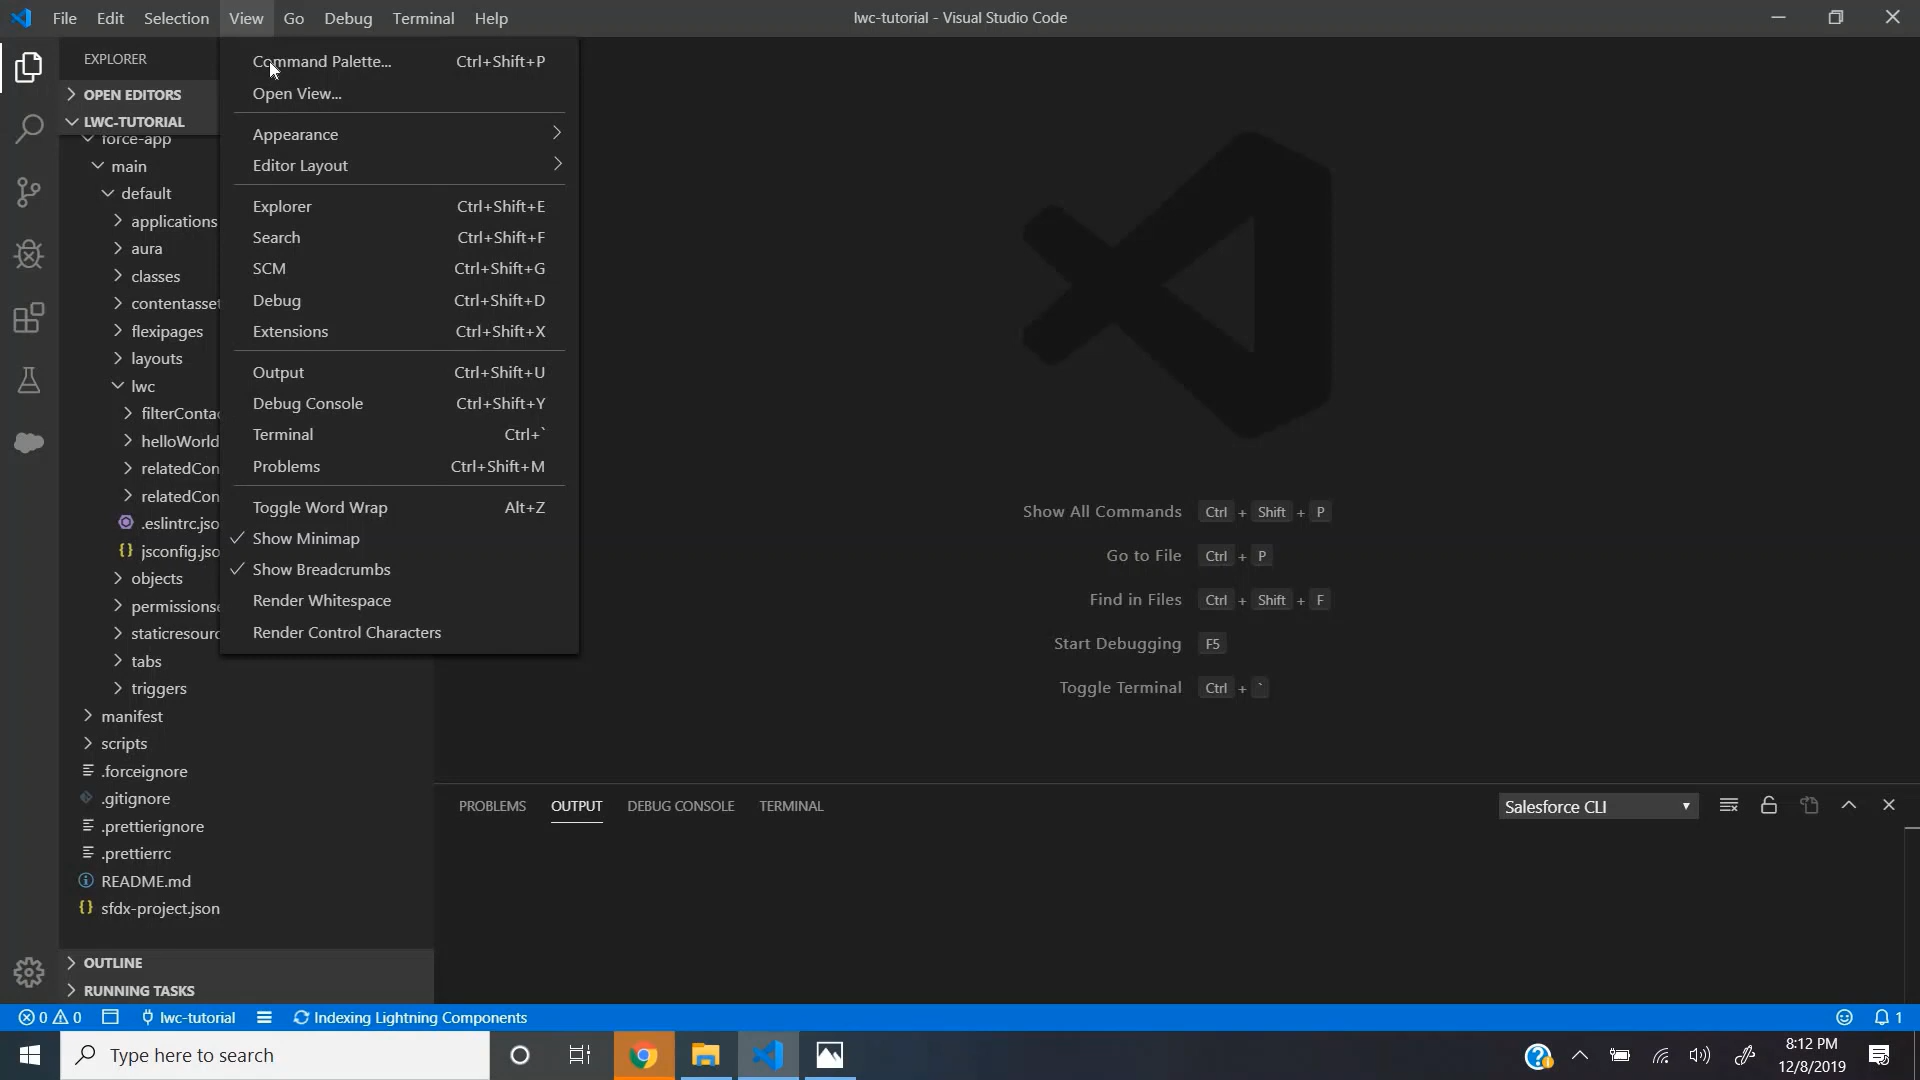 File Edit Selection View Go Debug Terminal Help
lwc-tutorial - Visual Studio Code
EXPLORER
OPEN EDITORS
LWC-TUTORIAL
force-app
main
default
applications
aura
classes
contentasset
flexipages
layouts
lwc
filterConta
helloWorld
relatedCon
relatedCon
.eslintrc.jso
jsconfig.jso
objects
permissionse
staticresourc
tabs
triggers
manifest
scripts
.forceignore
.gitignore
.prettierignore
.prettierrc
README.md
sfdx-project.json
OUTLINE
RUNNING TASKS
Command Palette... Ctrl+Shift+P
Open View...
Appearance
Editor Layout
Explorer Ctrl+Shift+E
Search Ctrl+Shift+F
SCM Ctrl+Shift+G
Debug Ctrl+Shift+D
Extensions Ctrl+Shift+X
Output Ctrl+Shift+U
Debug Console Ctrl+Shift+Y
Terminal Ctrl+`
Problems Ctrl+Shift+M
Toggle Word Wrap Alt+Z
Show Minimap
Show Breadcrumbs
Render Whitespace
Render Control Characters
Show All Commands Ctrl + Shift + P
Go to File Ctrl + P
Find in Files Ctrl + Shift + F
Start Debugging F5
Toggle Terminal Ctrl + `
PROBLEMS OUTPUT DEBUG CONSOLE TERMINAL
Salesforce CLI
0 0 lwc-tutorial Indexing Lightning Components 1
Type here to search
8:12 PM
12/8/2019